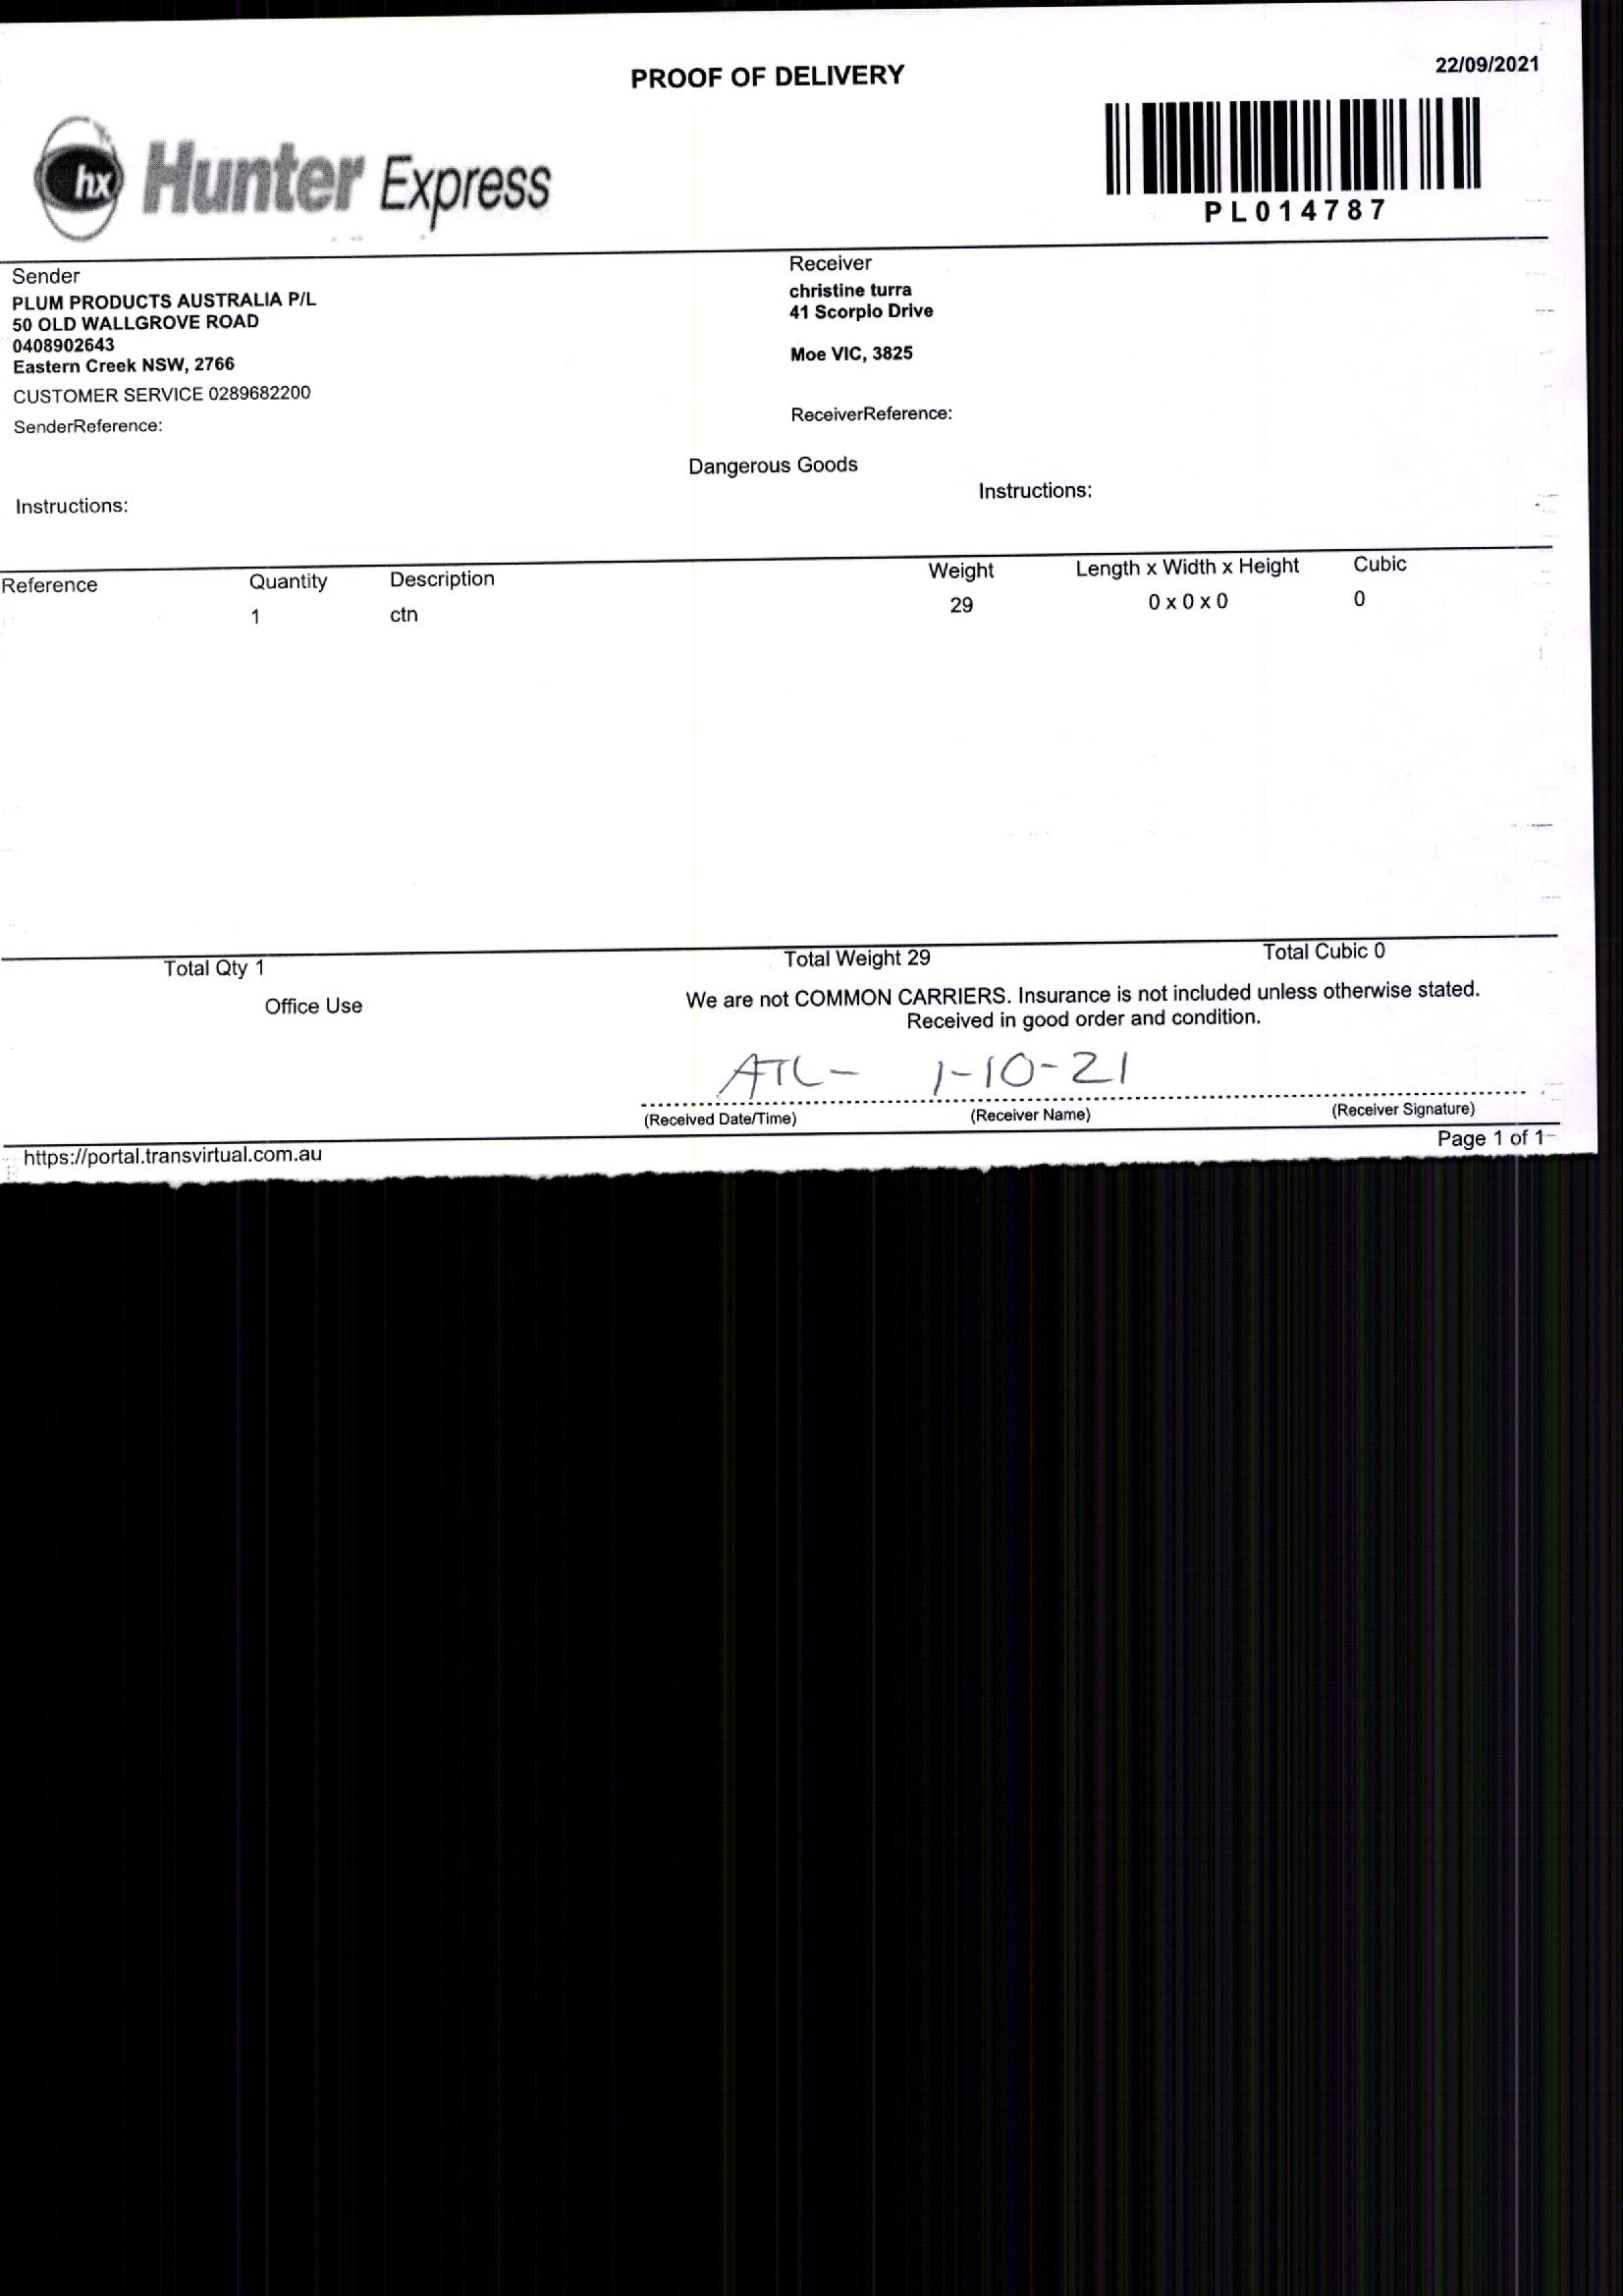 PROOF OF DELIVERY
22/09/2021
hx Hunter Express
PL014787
Sender
PLUM PRODUCTS AUSTRALIA P/L
50 OLD WALLGROVE ROAD
0408902643
Eastern Creek NSW, 2766
CUSTOMER SERVICE 0289682200
SenderReference:
Receiver
christine turra
41 Scorpio Drive
Moe VIC, 3825
ReceiverReference:
Dangerous Goods
Instructions:
Instructions:
Reference Quantity Description Weight Length x Width x Height Cubic
1 ctn 29 0 x 0 x 0 0
Total Qty 1 Total Weight 29 Total Cubic 0
Office Use
We are not COMMON CARRIERS. Insurance is not included unless otherwise stated.
Received in good order and condition.
ATL - 1-10-21
(Received Date/Time) (Receiver Name) (Receiver Signature)
https://portal.transvirtual.com.au
Page 1 of 1